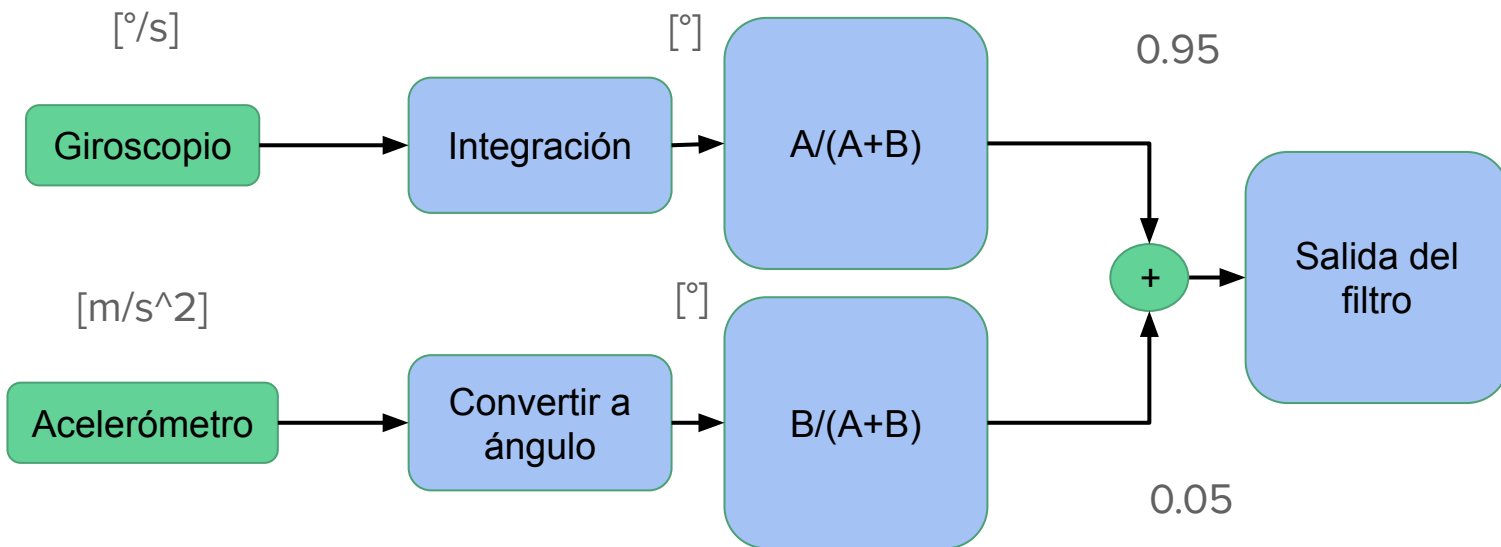 [°/s]
[°]
0.95
Giroscopio
Integración
A/(A+B)
+
Salida del
filtro
[m/s^2]
[°]
Acelerómetro
Convertir a
ángulo
B/(A+B)
0.05